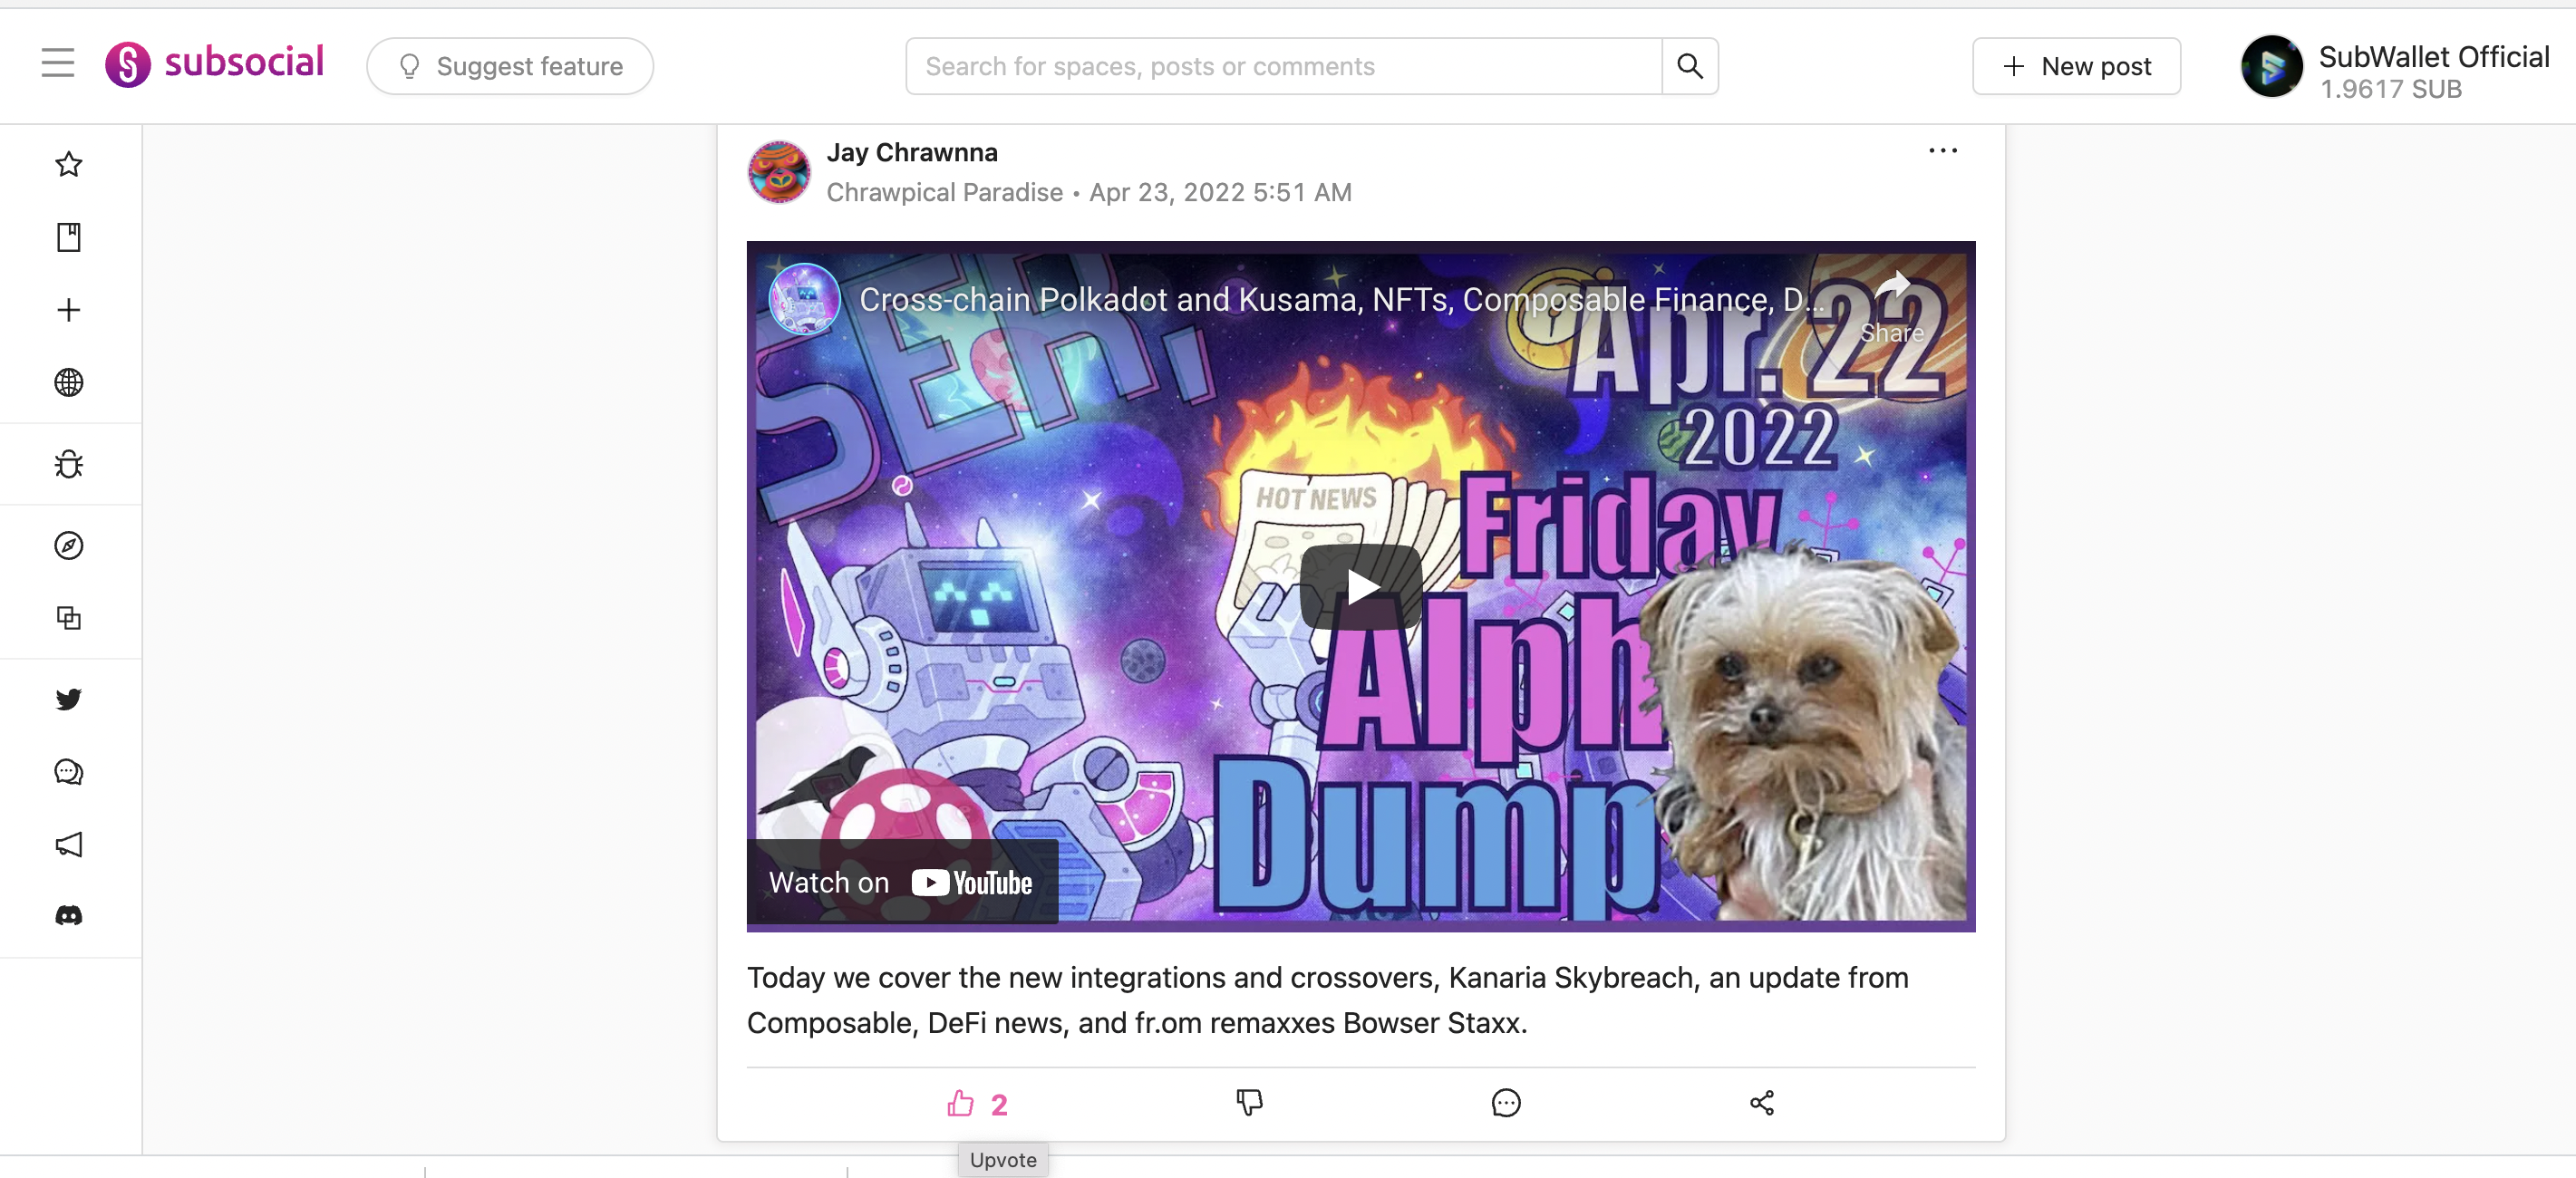 subsocial
Suggest feature
Search for spaces, posts or comments
New post
SubWallet Official
1.9617 SUB
Jay Chrawnna
Chrawpical Paradise • Apr 23, 2022 5:51 AM
Cross-chain Polkadot and Kusama, NFTs, Composable Finance, D...
Share
SER,
Apr. 22
2022
HOT NEWS
Friday
Alph
Dump
Watch on YouTube
Today we cover the new integrations and crossovers, Kanaria Skybreach, an update from
Composable, DeFi news, and fr.om remaxxes Bowser Staxx.
2
Upvote